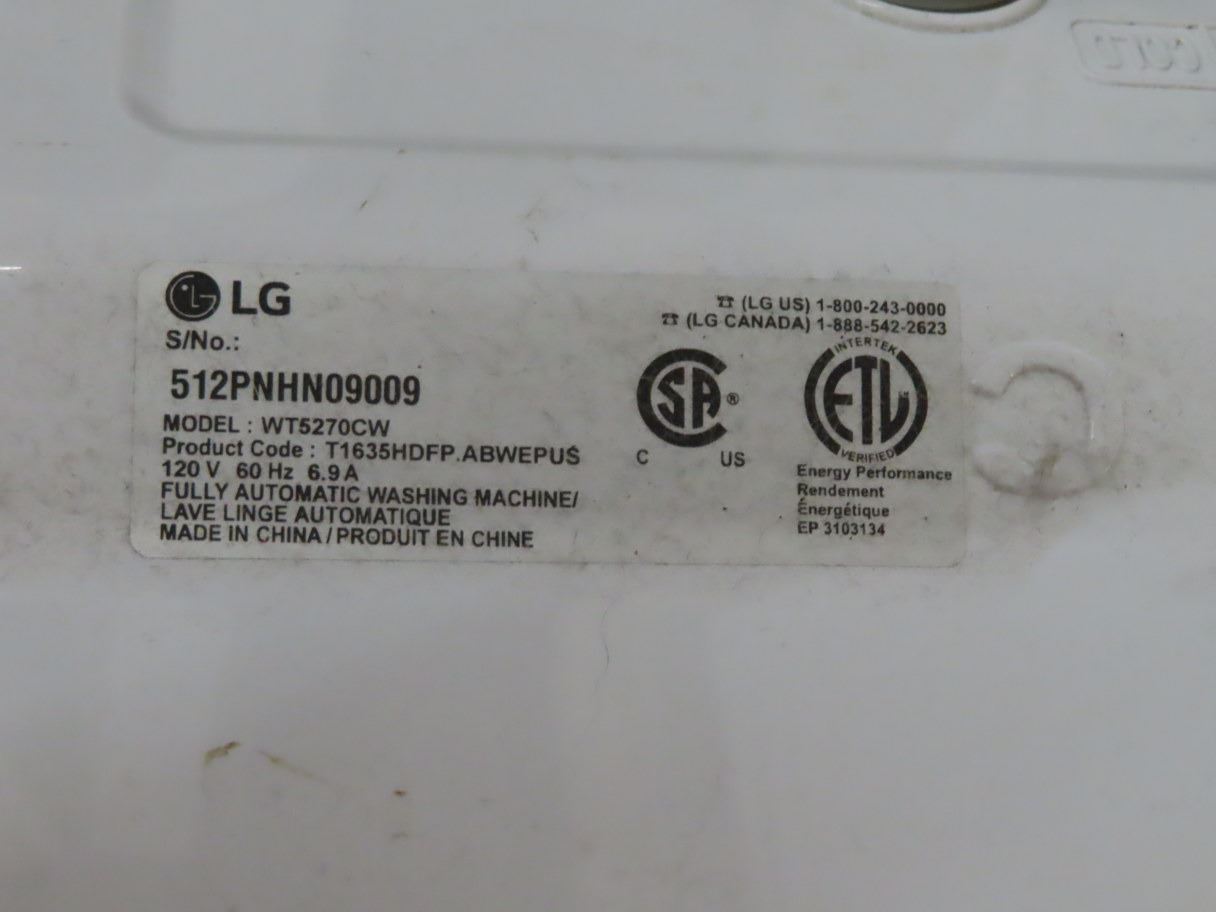 LG
S/No.:
512PNHN09009
MODEL : WT5270CW
Product Code : T1635HDFP.ABWEPUS
120 V 60 Hz 6.9 A
FULLY AUTOMATIC WASHING MACHINE/
LAVE LINGE AUTOMATIQUE
MADE IN CHINA / PRODUIT EN CHINE
☎ (LG US) 1-800-243-0000
☎ (LG CANADA) 1-888-542-2623
SA®
C US
INTERTEK
ETL
VERIFIED
Energy Performance
Rendement
Énergétique
EP 3103134